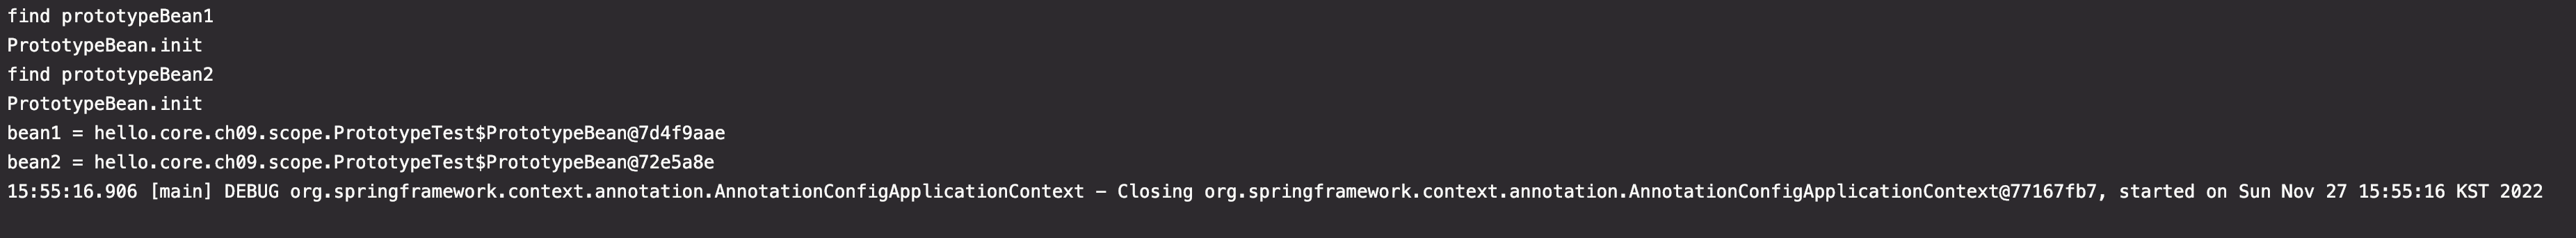 find prototypeBean1
PrototypeBean.init
find prototypeBean2
PrototypeBean.init
bean1 = hello.core.ch09.scope.PrototypeTest$PrototypeBean@7d4f9aae
bean2 = hello.core.ch09.scope.PrototypeTest$PrototypeBean@72e5a8e
15:55:16.906 [main] DEBUG org.springframework.context.annotation.AnnotationConfigApplicationContext - Closing org.springframework.context.annotation.AnnotationConfigApplicationContext@77167fb7, started on Sun Nov 27 15:55:16 KST 2022